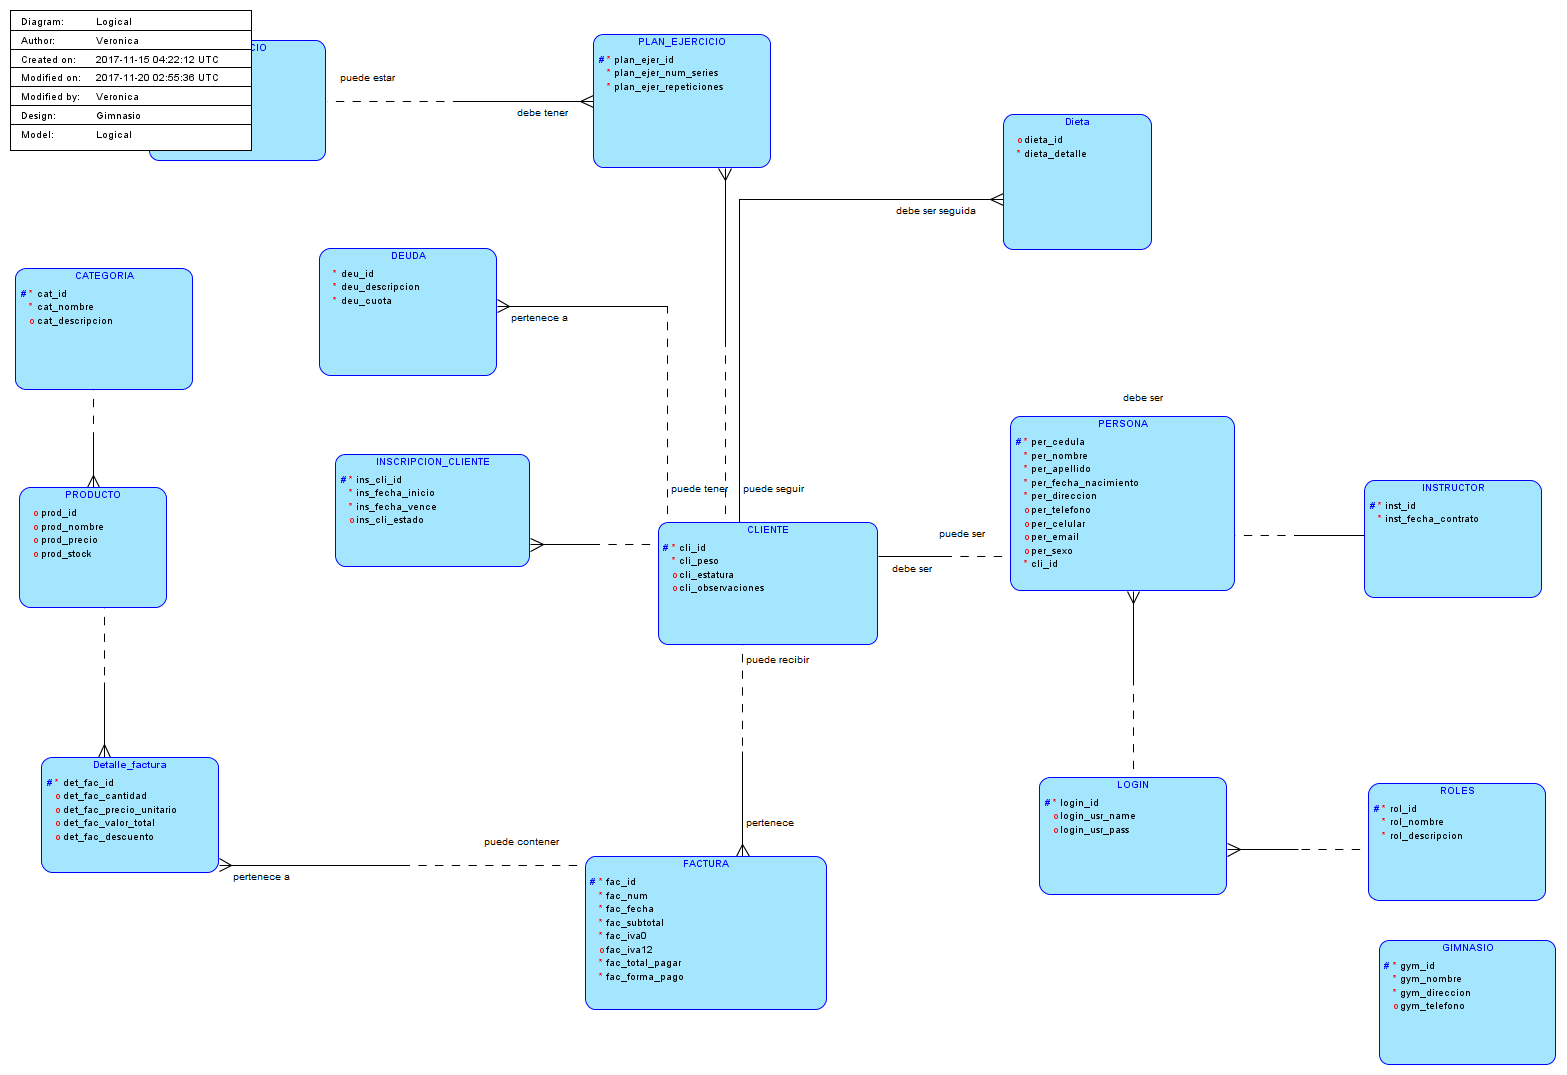 Diagram: Logical
Author: Veronica
Created on: 2017-11-15 04:22:12 UTC
Modified on: 2017-11-20 02:55:36 UTC
Modified by: Veronica
Design: Gimnasio
Model: Logical
CIO
puede estar
debe tener
PLAN_EJERCICIO
#* plan_ejer_id
* plan_ejer_num_series
* plan_ejer_repeticiones
Dieta
o dieta_id
* dieta_detalle
debe ser seguida
CATEGORIA
#* cat_id
* cat_nombre
o cat_descripcion
DEUDA
* deu_id
* deu_descripcion
* deu_cuota
pertenece a
INSCRIPCION_CLIENTE
#* ins_cli_id
* ins_fecha_inicio
* ins_fecha_vence
o ins_cli_estado
puede tener
puede seguir
PRODUCTO
o prod_id
o prod_nombre
o prod_precio
o prod_stock
CLIENTE
#* cli_id
* cli_peso
o cli_estatura
o cli_observaciones
puede ser
debe ser
debe ser
PERSONA
#* per_cedula
* per_nombre
* per_apellido
* per_fecha_nacimiento
* per_direccion
o per_telefono
o per_celular
o per_email
o per_sexo
* cli_id
INSTRUCTOR
#* inst_id
* inst_fecha_contrato
puede recibir
pertenece
Detalle_factura
#* det_fac_id
o det_fac_cantidad
o det_fac_precio_unitario
o det_fac_valor_total
o det_fac_descuento
puede contener
pertenece a
FACTURA
#* fac_id
* fac_num
* fac_fecha
* fac_subtotal
* fac_iva0
o fac_iva12
* fac_total_pagar
* fac_forma_pago
LOGIN
#* login_id
o login_usr_name
o login_usr_pass
ROLES
#* rol_id
* rol_nombre
* rol_descripcion
GIMNASIO
#* gym_id
* gym_nombre
* gym_direccion
o gym_telefono